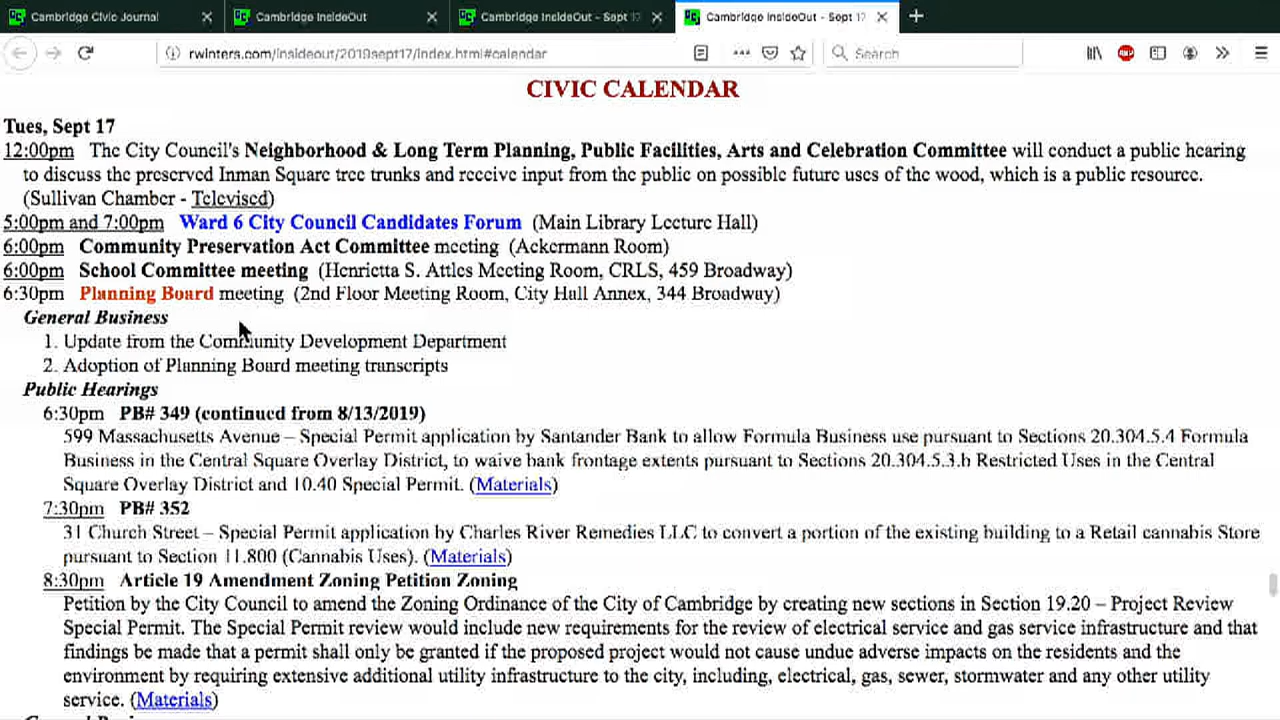 Cambridge Civic Journal
Cambridge InsideOut
Cambridge InsideOut - Sept 17
Cambridge InsideOut - Sept 17
rwinters.com/insideout/2019sept17/index.html#calendar
Search
CIVIC CALENDAR
Tues, Sept 17
12:00pm The City Council's Neighborhood & Long Term Planning, Public Facilities, Arts and Celebration Committee will conduct a public hearing
to discuss the preserved Inman Square tree trunks and receive input from the public on possible future uses of the wood, which is a public resource.
(Sullivan Chamber - Televised)
5:00pm and 7:00pm Ward 6 City Council Candidates Forum (Main Library Lecture Hall)
6:00pm Community Preservation Act Committee meeting (Ackermann Room)
6:00pm School Committee meeting (Henrietta S. Attles Meeting Room, CRLS, 459 Broadway)
6:30pm Planning Board meeting (2nd Floor Meeting Room, City Hall Annex, 344 Broadway)
General Business
1. Update from the Community Development Department
2. Adoption of Planning Board meeting transcripts
Public Hearings
6:30pm PB# 349 (continued from 8/13/2019)
599 Massachusetts Avenue – Special Permit application by Santander Bank to allow Formula Business use pursuant to Sections 20.304.5.4 Formula
Business in the Central Square Overlay District, to waive bank frontage extents pursuant to Sections 20.304.5.3.h Restricted Uses in the Central
Square Overlay District and 10.40 Special Permit. (Materials)
7:30pm PB# 352
31 Church Street – Special Permit application by Charles River Remedies LLC to convert a portion of the existing building to a Retail cannabis Store
pursuant to Section 11.800 (Cannabis Uses). (Materials)
8:30pm Article 19 Amendment Zoning Petition Zoning
Petition by the City Council to amend the Zoning Ordinance of the City of Cambridge by creating new sections in Section 19.20 – Project Review
Special Permit. The Special Permit review would include new requirements for the review of electrical service and gas service infrastructure and that
findings be made that a permit shall only be granted if the proposed project would not cause undue adverse impacts on the residents and the
environment by requiring extensive additional utility infrastructure to the city, including, electrical, gas, sewer, stormwater and any other utility
service. (Materials)